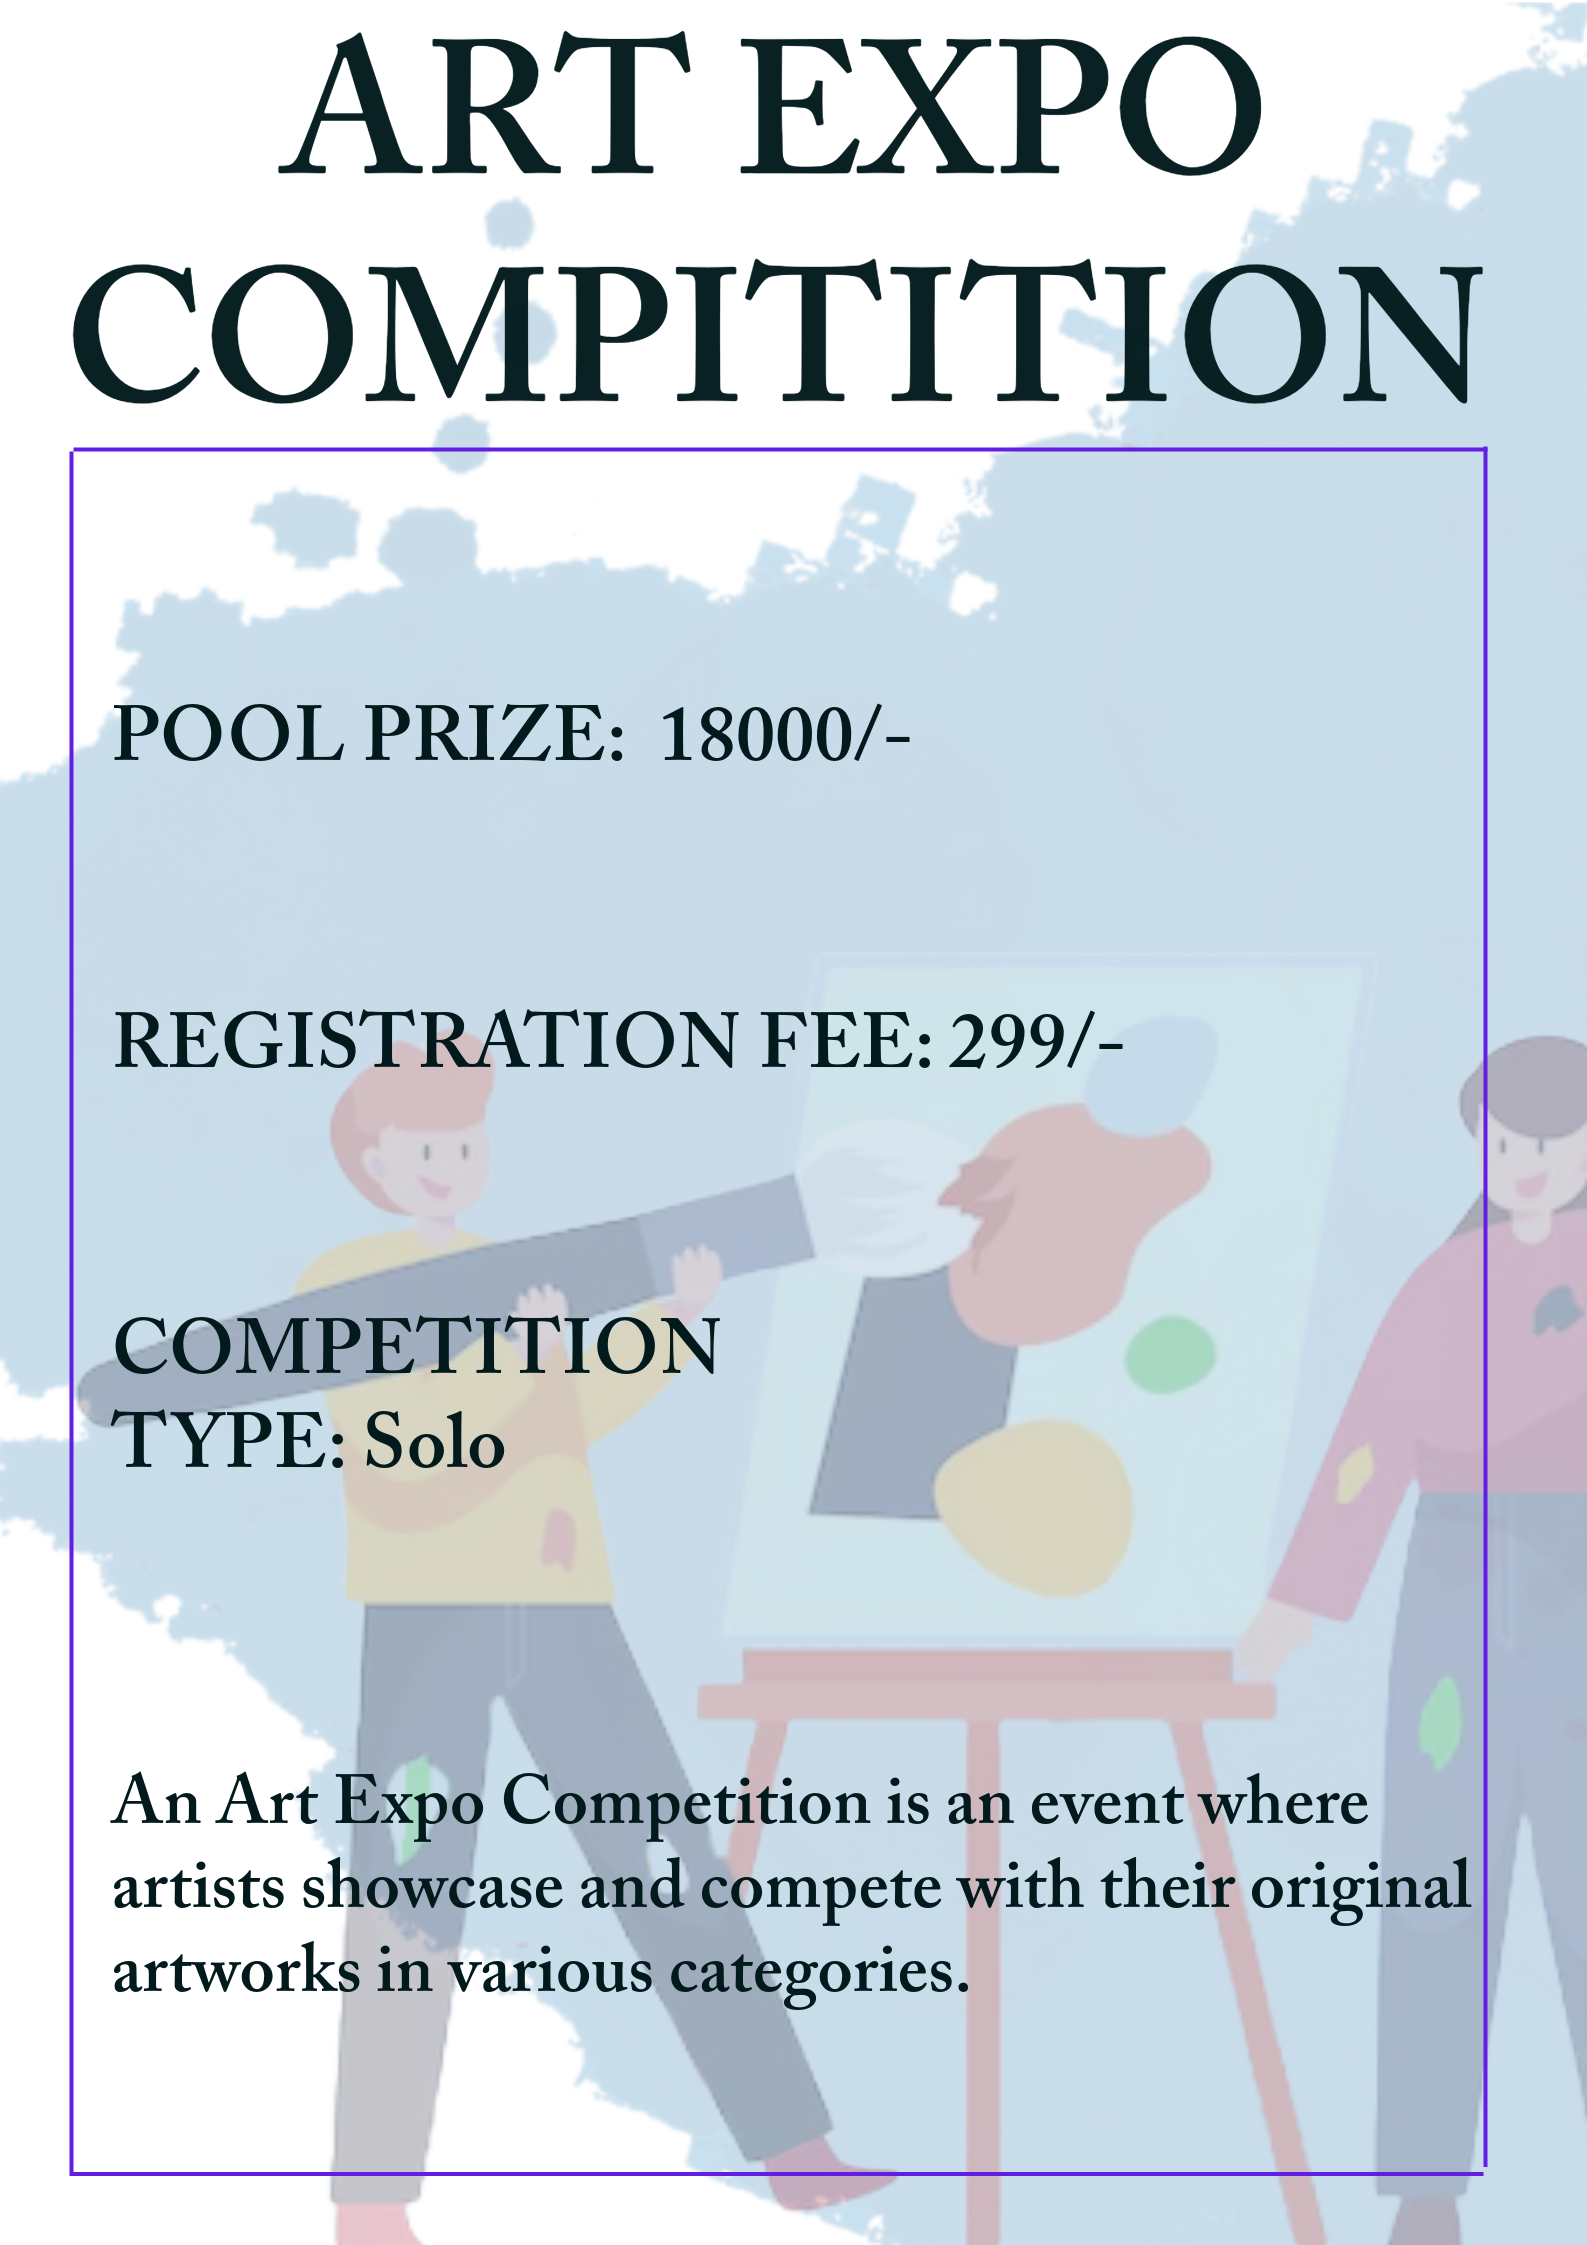 ART EXPO
COMPITITION
POOL PRIZE: 18000/-
REGISTRATION FEE: 299/-
COMPETITION
TYPE: Solo
An Art Expo Competition is an event where
artists showcase and compete with their original
artworks in various categories.